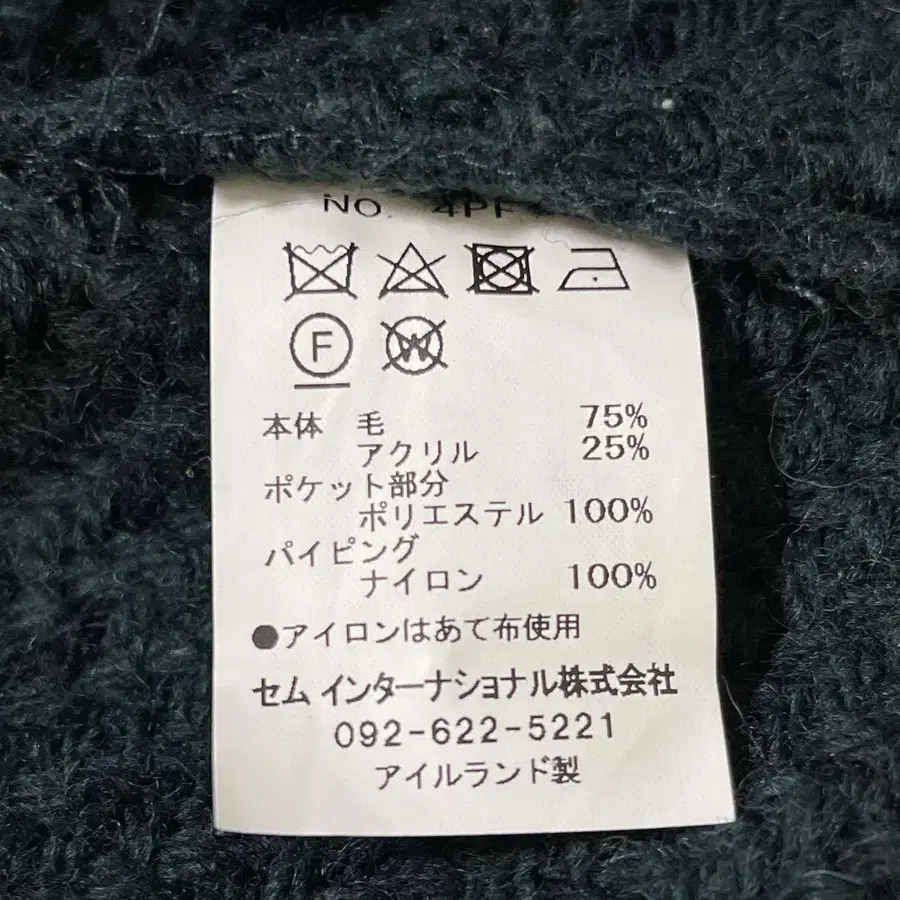 NO. 4PF
F
W
本体 毛 75%
アクリル 25%
ポケット部分
ポリエステル 100%
パイピング
ナイロン 100%
●アイロンはあて布使用
セム インターナショナル株式会社
092-622-5221
アイルランド製